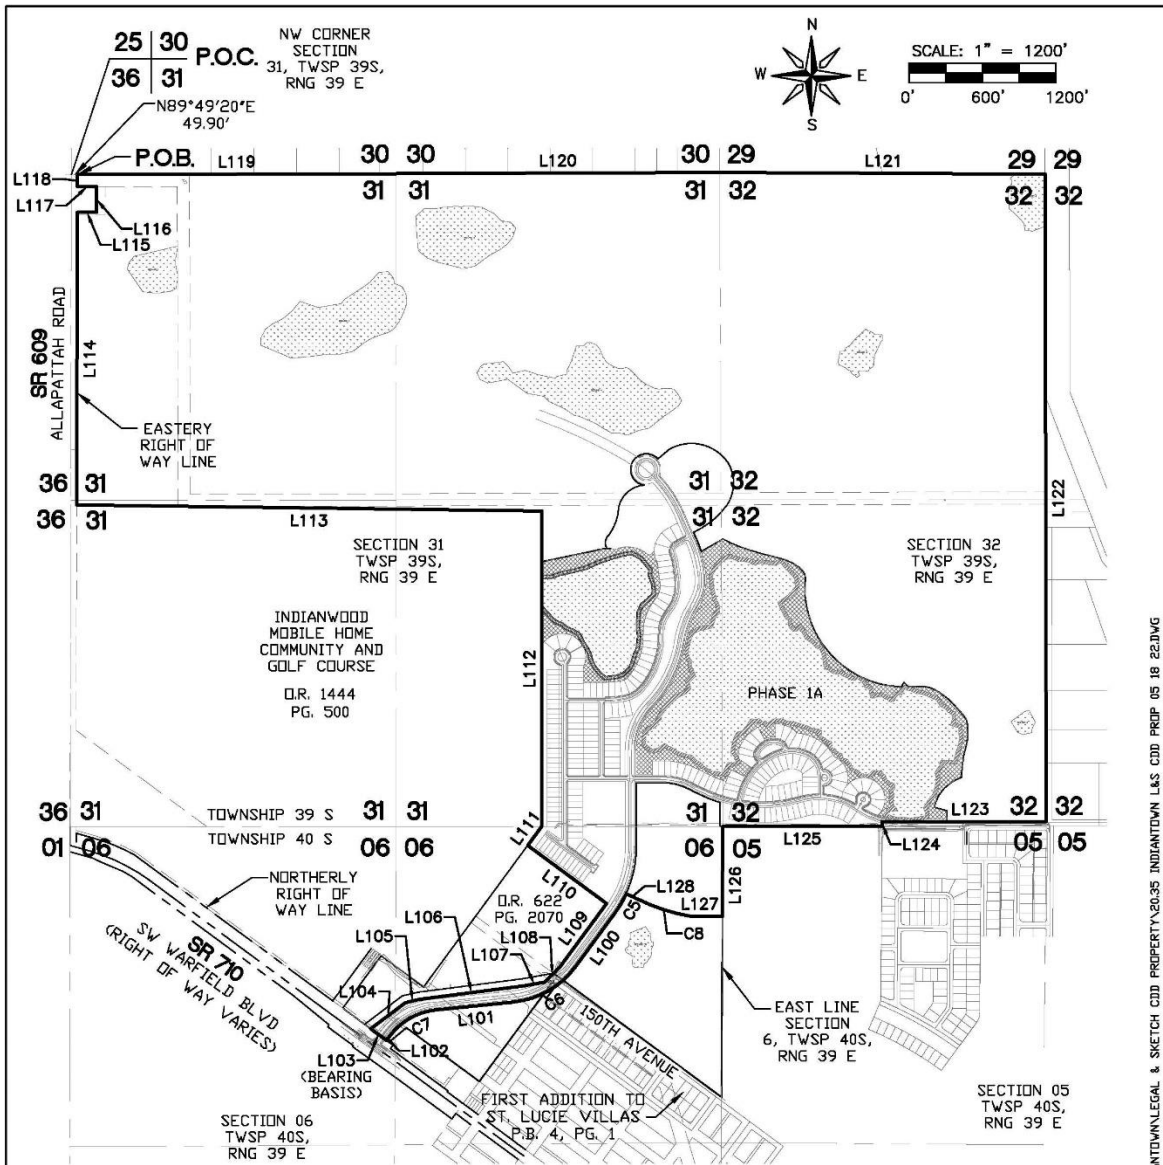 25 30
36 31
P.O.C.
NW CORNER
SECTION
31, TWSP 39S,
RNG 39 E
N89°49'20"E
49.90'
N
W E
S
SCALE: 1" = 1200'
0' 600' 1200'
P.O.B.
L119
30 30
L120
30 29
L121
29 29
L118
31 31
31 32
32 32
L117
L116
L115
SR 609
ALLAPATTAH ROAD
L114
EASTERY
RIGHT OF
WAY LINE
36 31
31 32
L122
36 31
31 32
L113
SECTION 31
TWSP 39S,
RNG 39 E
SECTION 32
TWSP 39S,
RNG 39 E
INDIANWOOD
MOBILE HOME
COMMUNITY AND
GOLF COURSE
O.R. 1444
PG. 500
L112
PHASE 1A
36 31
TOWNSHIP 39 S
31 31
31 32
L123
32 32
01 06
TOWNSHIP 40 S
06 06
L111
06 05
L125
L124
05 05
NORTHERLY
RIGHT OF
WAY LINE
L110
L128
L126
L127
O.R. 622
PG. 2070
C5
C8
L106
L109
L100
L105
L108
L107
SR 710
SW WARFIELD BLVD
(RIGHT OF WAY VARIES)
L104
L101
C6
C7
150TH AVENUE
EAST LINE
SECTION
6, TWSP 40S,
RNG 39 E
L103
(BEARING
BASIS)
L102
FIRST ADDITION TO
ST. LUCIE VILLAS
P.B. 4, PG. 1
SECTION 06
TWSP 40S,
RNG 39 E
SECTION 05
TWSP 40S,
RNG 39 E
NTOWN\LEGAL & SKETCH CDD PROPERTY\20.35 INDIANTOWN L&S CDD PROP 05 18 22.DWG